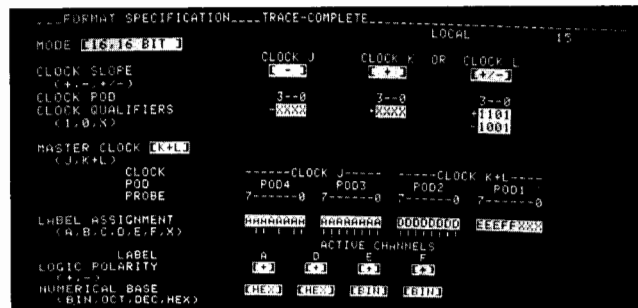 ___FORMAT SPECIFICATION____TRACE-COMPLETE________________
LOCAL 15
MODE [16/16 BIT ]
CLOCK J CLOCK K OR CLOCK L
CLOCK SLOPE [ - ] [ + ] [+/-]
(+,-,+/-)
CLOCK POD 3--0 3--0 3--0
CLOCK QUALIFIERS -XXXX +XXXX +1101
(1,0,X) -1001
MASTER CLOCK [K+L]
(J,K+L)
CLOCK ------CLOCK J------ -----CLOCK K+L----
POD POD4 POD3 POD2 POD1
PROBE 7------0 7------0 7------0 7------0
LABEL ASSIGNMENT AAAAAAAA AAAAAAAA DDDDDDDD EEEFFXXX
(A,B,C,D,E,F,X)
ACTIVE CHANNELS
LABEL A D E F
LOGIC POLARITY [+] [+] [+] [+]
(+,-)
NUMERICAL BASE [HEX] [HEX] [BIN] [BIN]
(BIN,OCT,DEC,HEX)